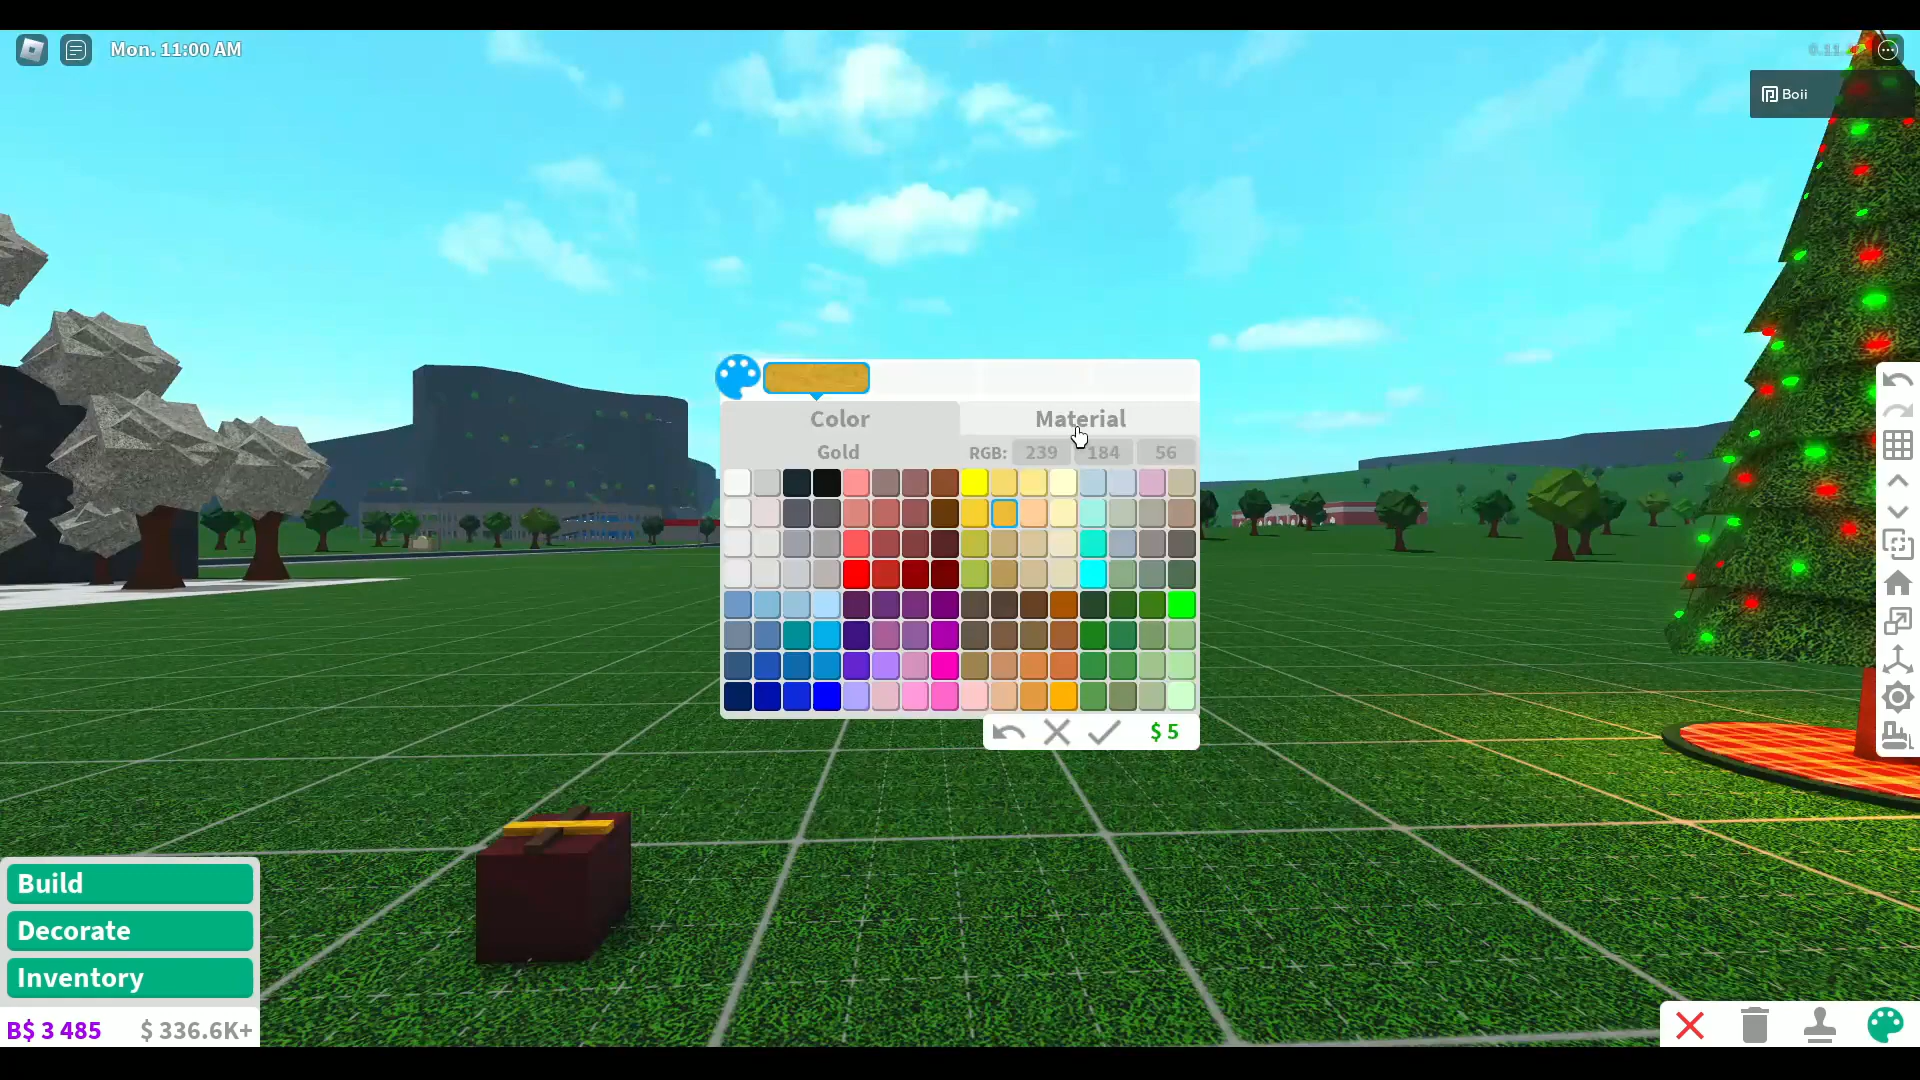 Mon. 11:00 AM
Boii
Color
Material
Gold
RGB: 239 184 56
$ 5
Build
Decorate
Inventory
B$ 3 485
$ 336.6K+